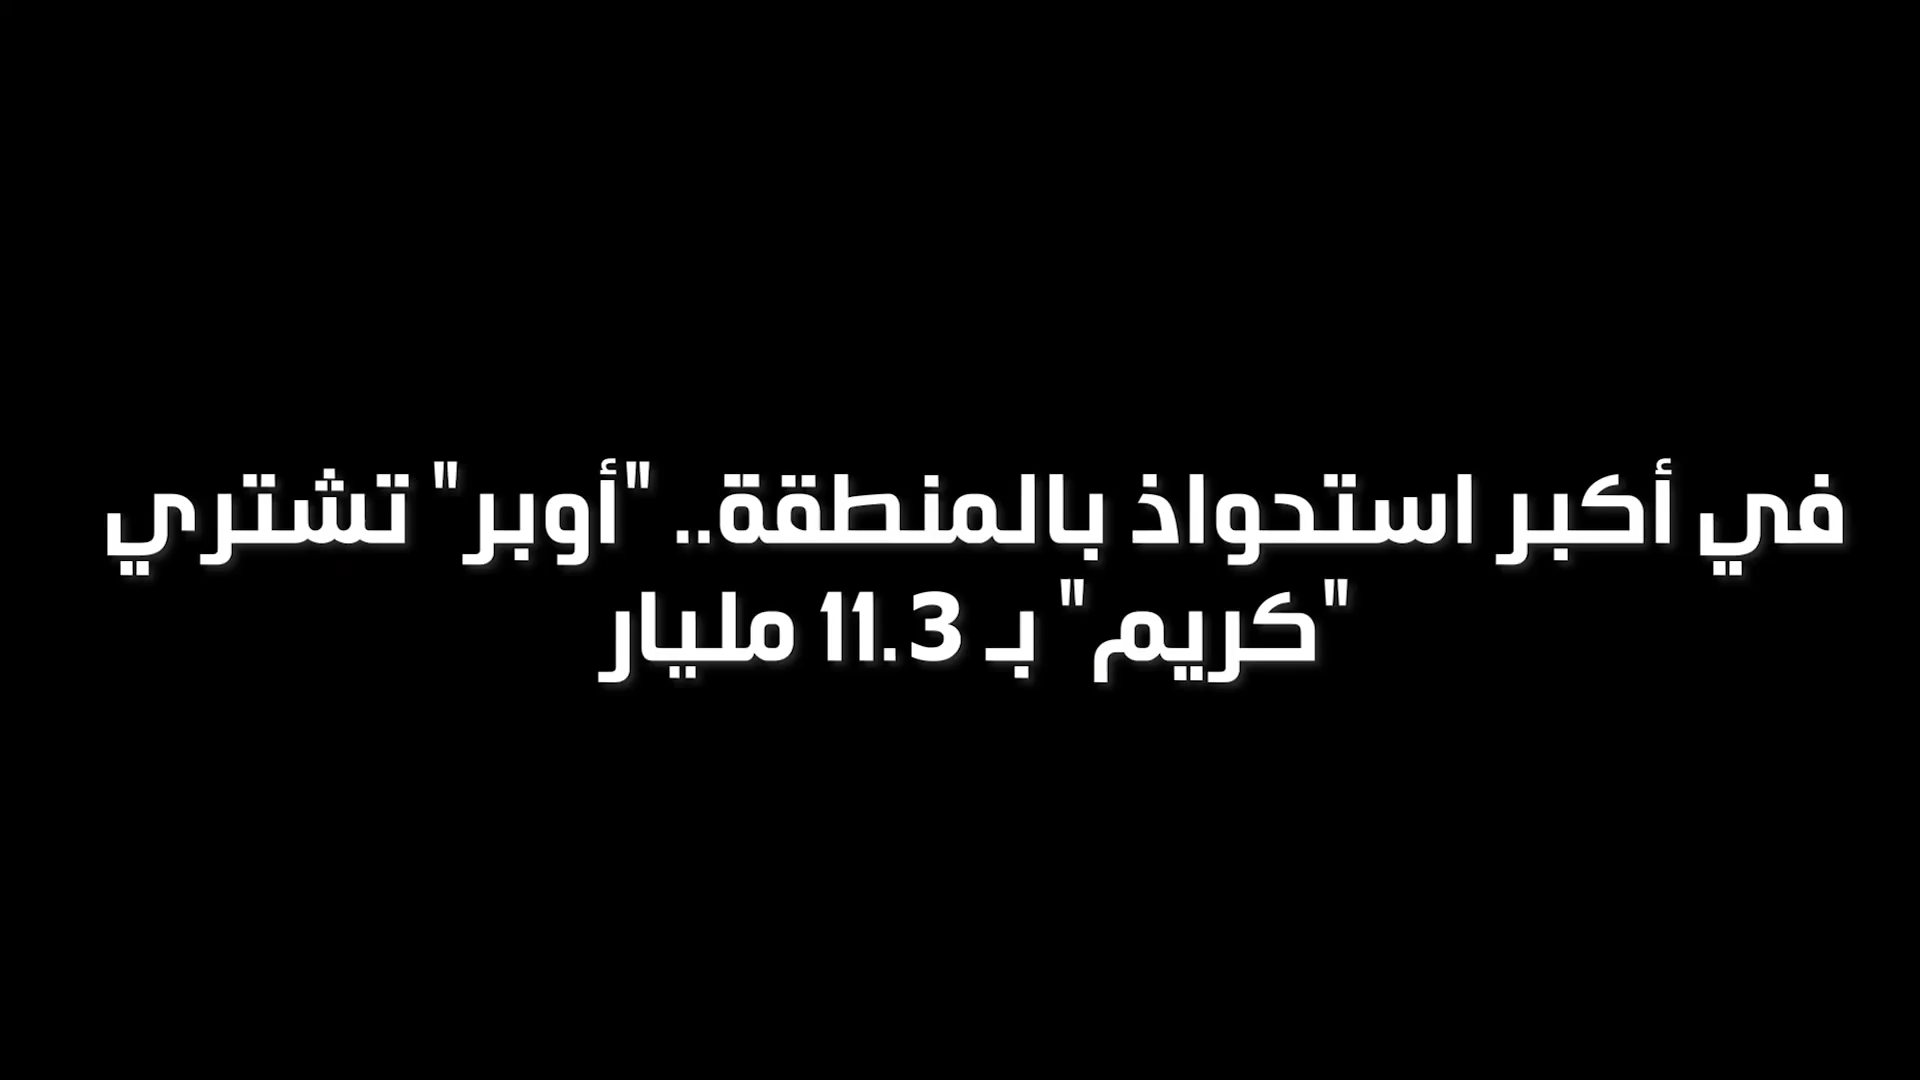 في أكبر استحواذ بالمنطقة.. "أوبر" تشتري
"كريم" بـ 11.3 مليار